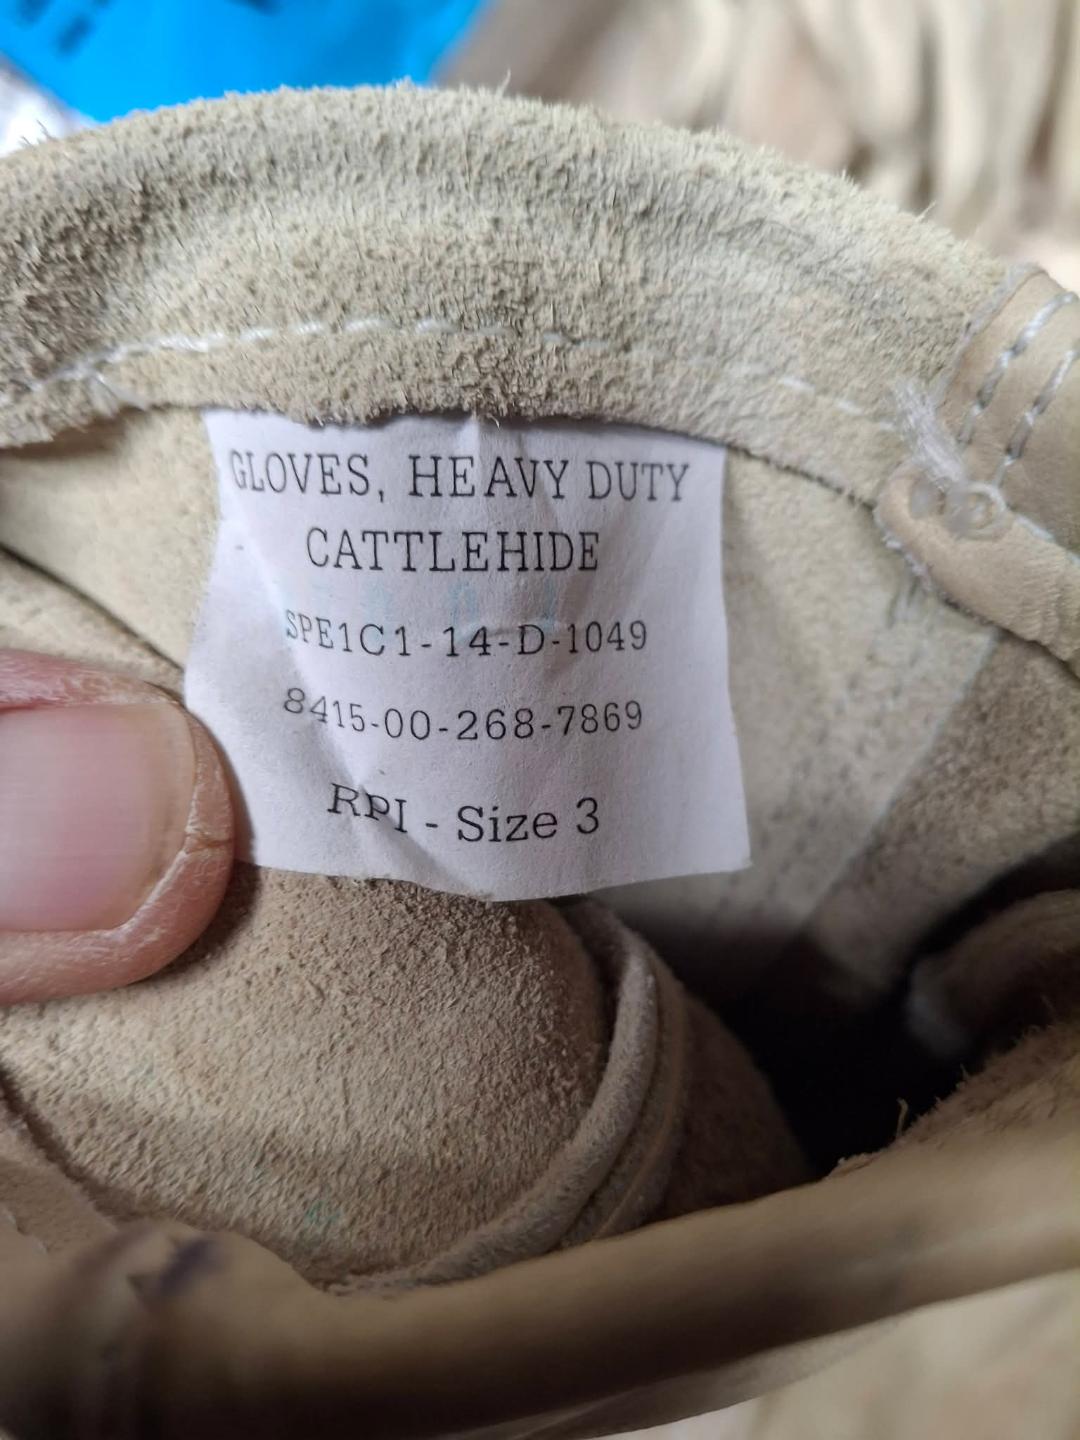 GLOVES, HEAVY DUTY
CATTLEHIDE
SPE1C1-14-D-1049
8415-00-268-7869
RPI - Size 3